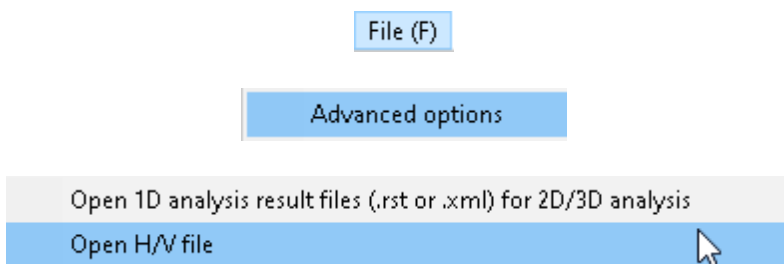 File (F)
Advanced options
Open 1D analysis result files (.rst or .xml) for 2D/3D analysis
Open H/V file